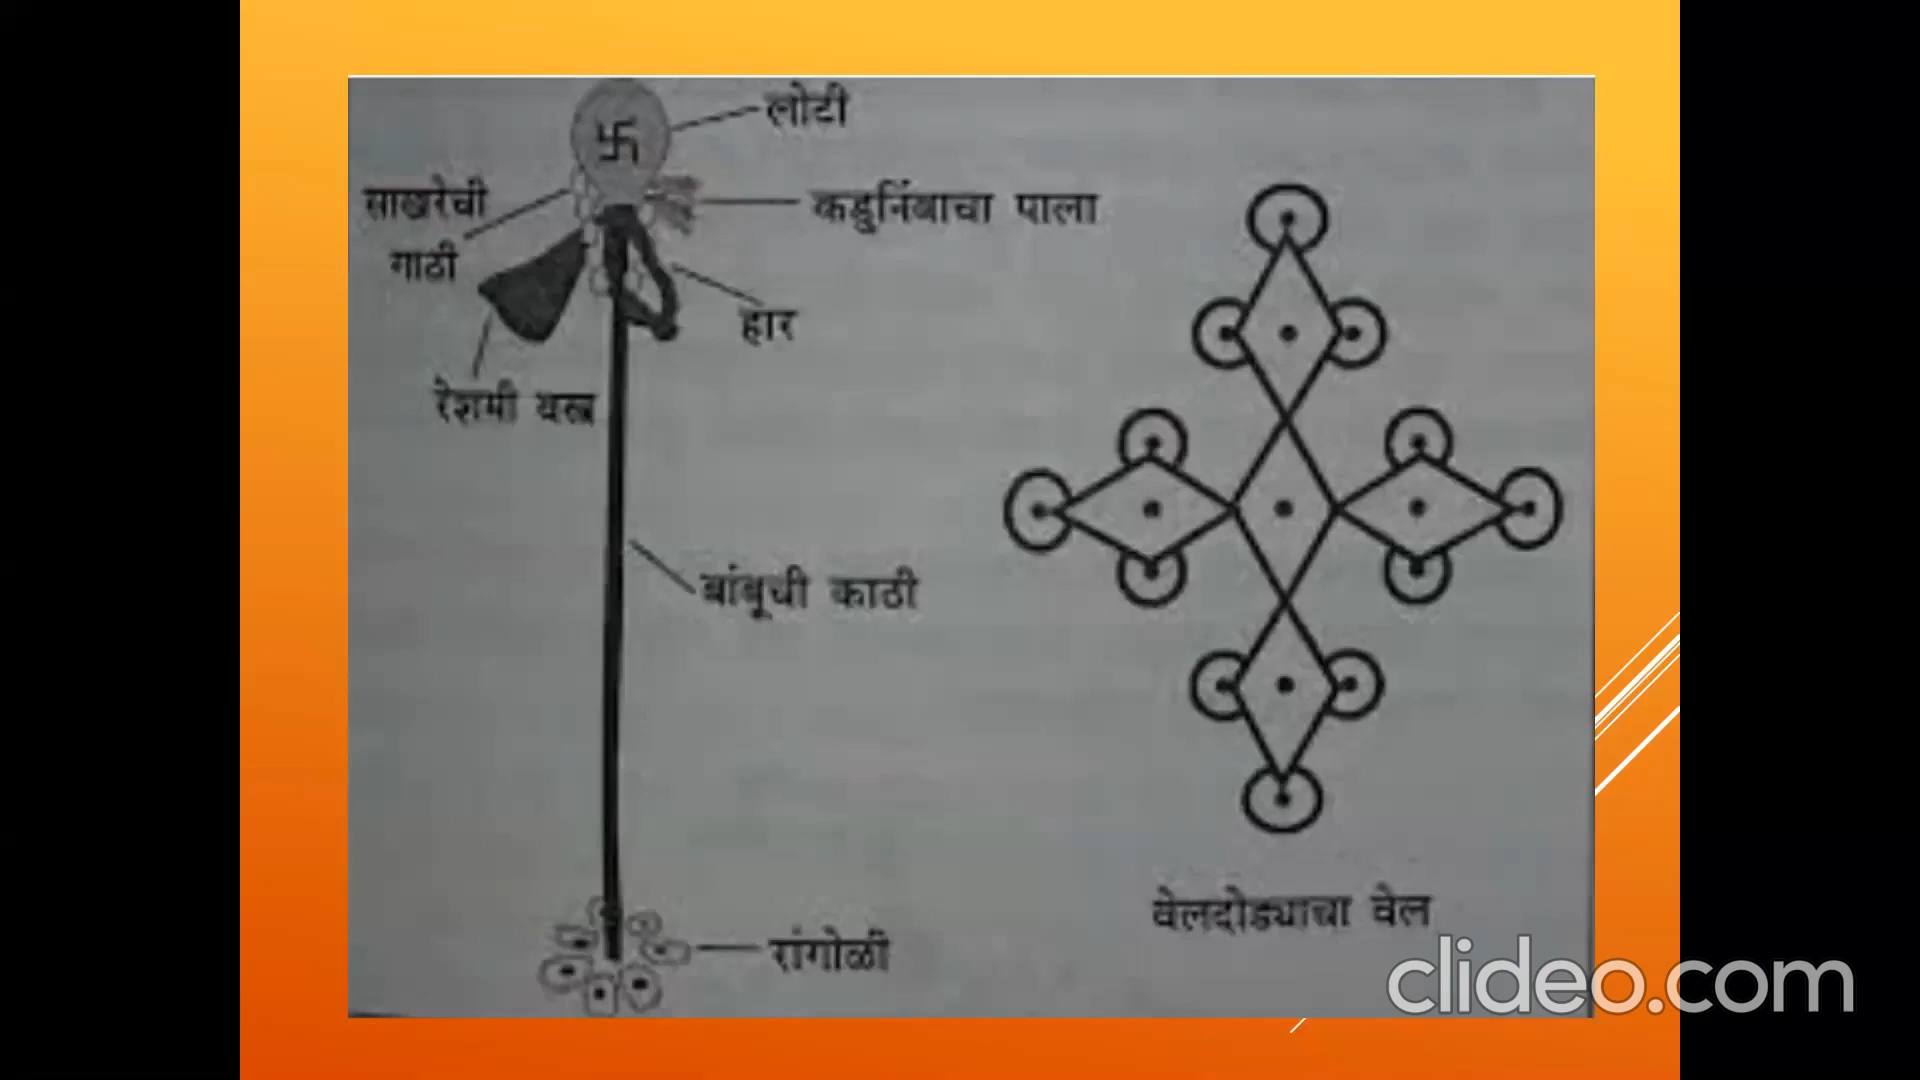 लोटी
साखरेची
गाठी
कडुनिंबाचा पाला
हार
रेशमी वस्त्र
बांबूची काठी
रांगोळी
वेलदोड्याचा वेल
clideo.com